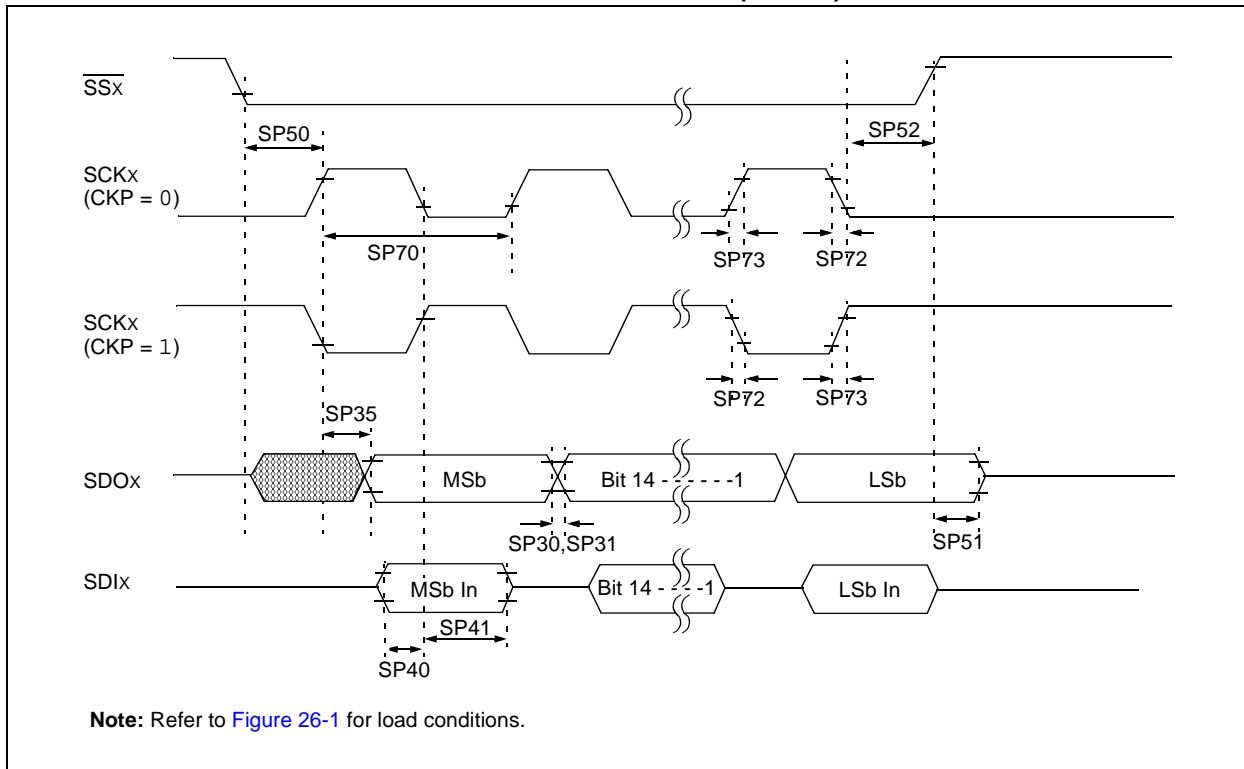 SSx
SP50
SP52
SCKx
(CKP = 0)
SP70
SP73
SP72
SCKx
(CKP = 1)
SP72
SP73
SP35
SDOx
MSb
Bit 14 - - - - - -1
LSb
SP30,SP31
SP51
SDIx
MSb In
Bit 14 - - - -1
LSb In
SP41
SP40
Note: Refer to Figure 26-1 for load conditions.